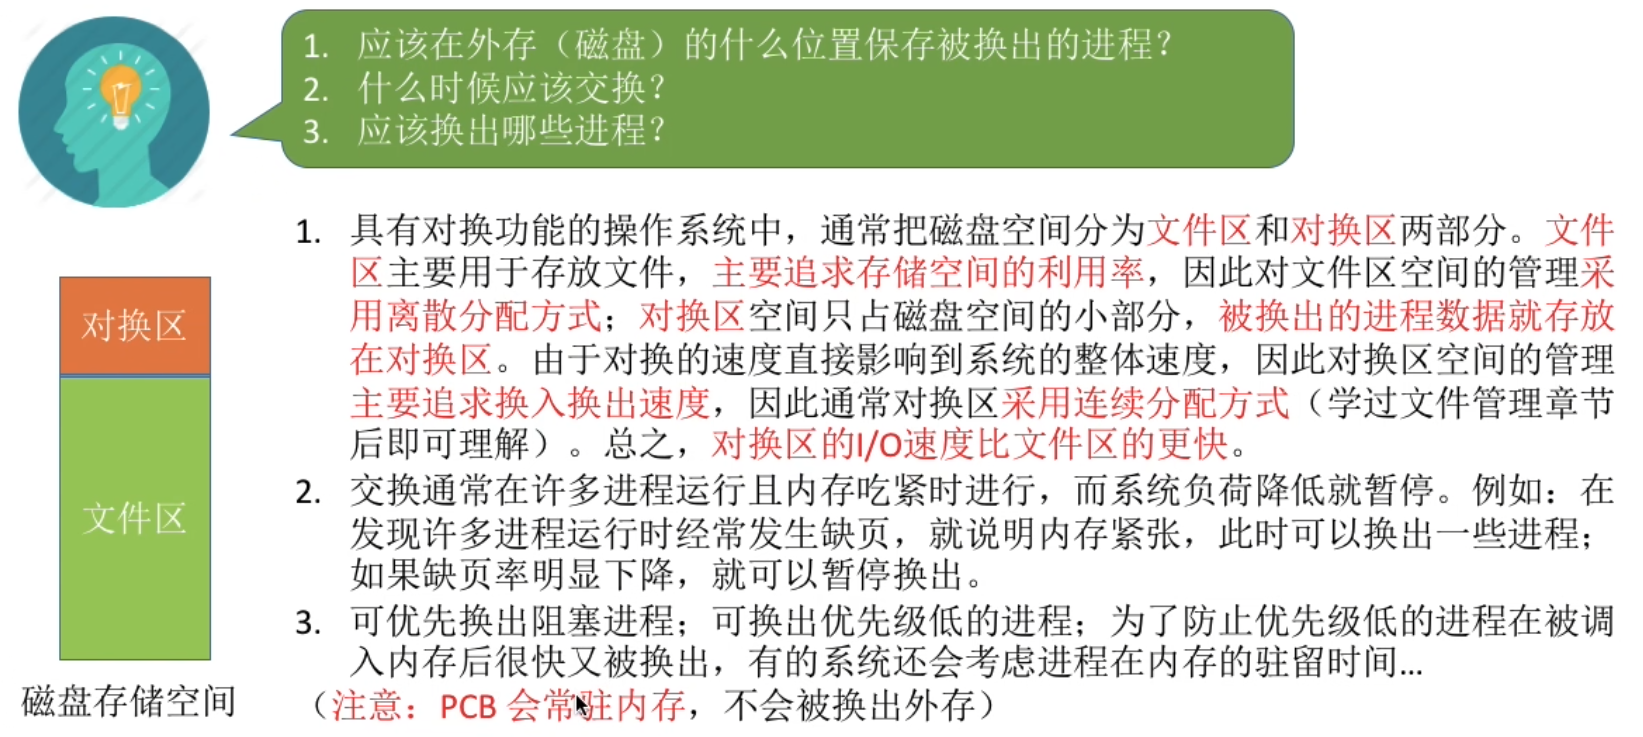 1. 应该在外存（磁盘）的什么位置保存被换出的进程？
2. 什么时候应该交换？
3. 应该换出哪些进程？
1. 具有对换功能的操作系统中，通常把磁盘空间分为文件区和对换区两部分。文件
区主要用于存放文件，主要追求存储空间的利用率，因此对文件区空间的管理采
用离散分配方式；对换区空间只占磁盘空间的小部分，被换出的进程数据就存放
在对换区。由于对换的速度直接影响到系统的整体速度，因此对换区空间的管理
主要追求换入换出速度，因此通常对换区采用连续分配方式（学过文件管理章节
后即可理解）。总之，对换区的I/O速度比文件区的更快。
2. 交换通常在许多进程运行且内存吃紧时进行，而系统负荷降低就暂停。例如：在
发现许多进程运行时经常发生缺页，就说明内存紧张，此时可以换出一些进程；
如果缺页率明显下降，就可以暂停换出。
3. 可优先换出阻塞进程；可换出优先级低的进程；为了防止优先级低的进程在被调
入内存后很快又被换出，有的系统还会考虑进程在内存的驻留时间…
（注意：PCB 会常驻内存，不会被换出外存）
对换区
文件区
磁盘存储空间